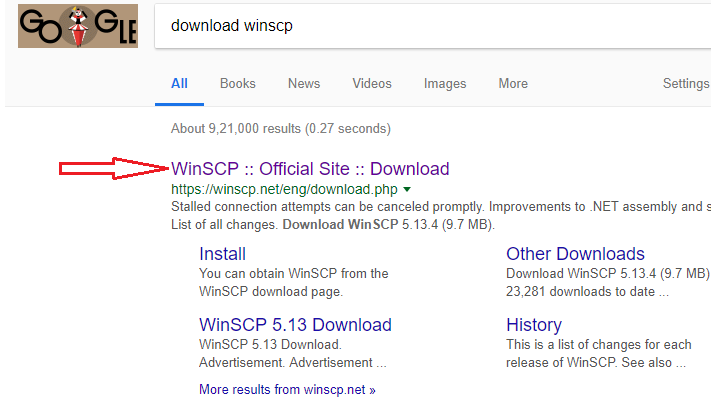 GOOGLE
download winscp
All Books News Videos Images More Settings
About 9,21,000 results (0.27 seconds)
WinSCP :: Official Site :: Download
https://winscp.net/eng/download.php
Stalled connection attempts can be canceled promptly. Improvements to .NET assembly and s
List of all changes. Download WinSCP 5.13.4 (9.7 MB).
Install
You can obtain WinSCP from the
WinSCP download page.
Other Downloads
Download WinSCP 5.13.4 (9.7 MB)
23,281 downloads to date ...
WinSCP 5.13 Download
WinSCP 5.13 Download.
Advertisement. Advertisement ...
History
This is a list of changes for each
release of WinSCP. See also ...
More results from winscp.net »